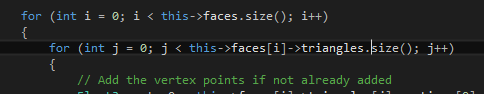 for (int i = 0; i < this->faces.size(); i++)
{
for (int j = 0; j < this->faces[i]->triangles.size(); j++)
{
// Add the vertex points if not already added